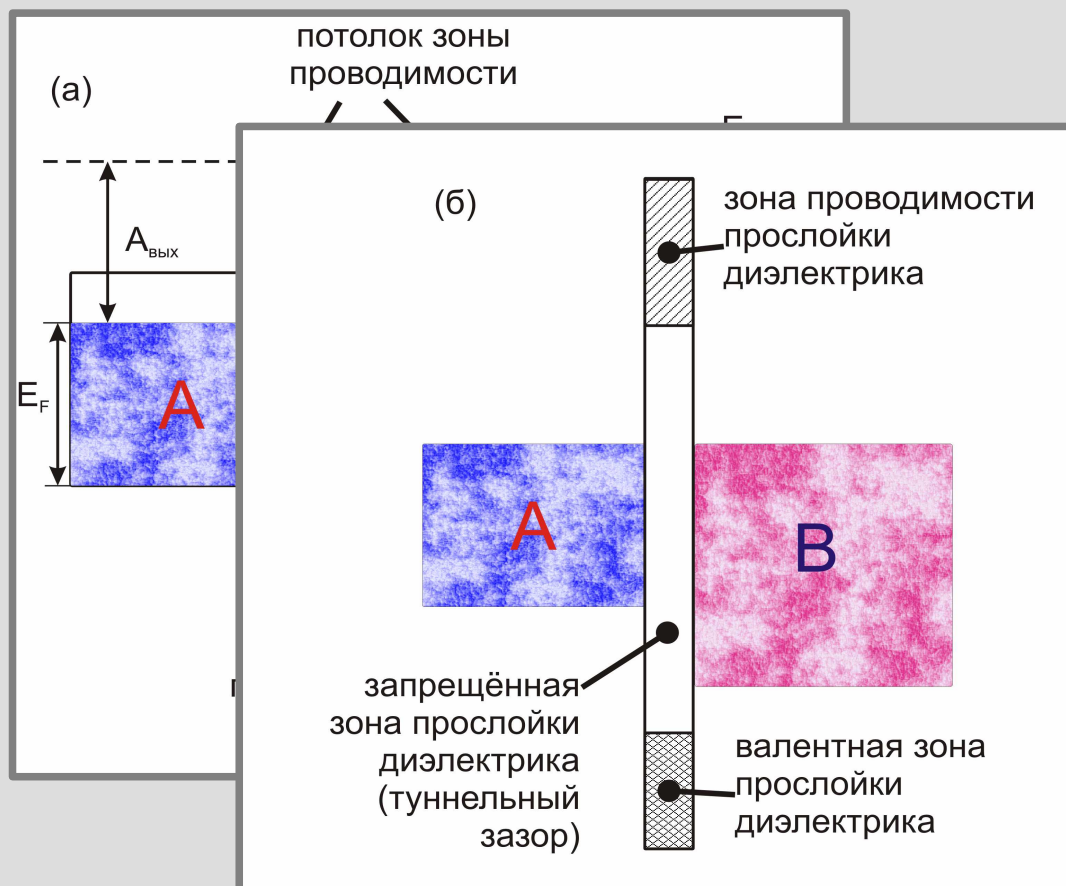 потолок зоны
проводимости
(а)
Aвых
EF
A
(б)
зона проводимости
прослойки
диэлектрика
A
B
запрещённая
зона прослойки
диэлектрика
(туннельный
зазор)
валентная зона
прослойки
диэлектрика